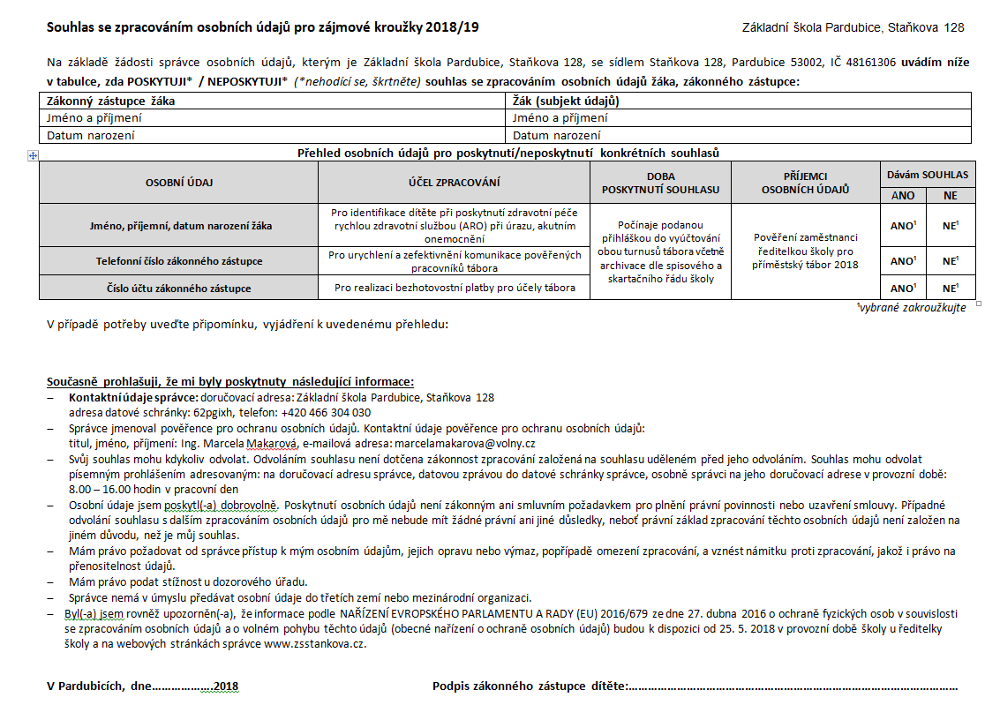 Souhlas se zpracováním osobních údajů pro zájmové kroužky 2018/19
Základní škola Pardubice, Staňkova 128
Na základě žádosti správce osobních údajů, kterým je Základní škola Pardubice, Staňkova 128, se sídlem Staňkova 128, Pardubice 53002, IČ 48161306 uvádím níže
v tabulce, zda POSKYTUJI* / NEPOSKYTUJI* (*nehodící se, škrtněte) souhlas se zpracováním osobních údajů žáka, zákonného zástupce:
Zákonný zástupce žáka
Žák (subjekt údajů)
Jméno a příjmení
Jméno a příjmení
Datum narození
Datum narození
Přehled osobních údajů pro poskytnutí/neposkytnutí konkrétních souhlasů
OSOBNÍ ÚDAJ
ÚČEL ZPRACOVÁNÍ
DOBA
POSKYTNUTÍ SOUHLASU
PŘÍJEMCI
OSOBNÍCH ÚDAJŮ
Dávám SOUHLAS
ANO
NE
Jméno, příjemní, datum narození žáka
Pro identifikace dítěte při poskytnutí zdravotní péče
rychlou zdravotní službou (ARO) při úrazu, akutním
onemocnění
Počínaje podanou
přihláškou do vyúčtování
obou turnusů tábora včetně
archivace dle spisového a
skartačního řádu školy
Pověření zaměstnanci
ředitelkou školy pro
příměstský tábor 2018
ANO¹
NE¹
Telefonní číslo zákonného zástupce
Pro urychlení a zefektivnění komunikace pověřených
pracovníků tábora
ANO¹
NE¹
Číslo účtu zákonného zástupce
Pro realizaci bezhotovostní platby pro účely tábora
ANO¹
NE¹
¹vybrané zakroužkujte
V případě potřeby uveďte připomínku, vyjádření k uvedenému přehledu:
Současně prohlašuji, že mi byly poskytnuty následující informace:
– Kontaktní údaje správce: doručovací adresa: Základní škola Pardubice, Staňkova 128
adresa datové schránky: 62pgixh, telefon: +420 466 304 030
– Správce jmenoval pověřence pro ochranu osobních údajů. Kontaktní údaje pověřence pro ochranu osobních údajů:
titul, jméno, příjmení: Ing. Marcela Makarová, e-mailová adresa: marcelamakarova@volny.cz
– Svůj souhlas mohu kdykoliv odvolat. Odvoláním souhlasu není dotčena zákonnost zpracování založená na souhlasu uděleném před jeho odvoláním. Souhlas mohu odvolat
písemným prohlášením adresovaným: na doručovací adresu správce, datovou zprávou do datové schránky správce, osobně správci na jeho doručovací adrese v provozní době:
8.00 – 16.00 hodin v pracovní den
– Osobní údaje jsem poskytl(-a) dobrovolně. Poskytnutí osobních údajů není zákonným ani smluvním požadavkem pro plnění právní povinnosti nebo uzavření smlouvy. Případné
odvolání souhlasu s dalším zpracováním osobních údajů pro mě nebude mít žádné právní ani jiné důsledky, neboť právní základ zpracování těchto osobních údajů není založen na
jiném důvodu, než je můj souhlas.
– Mám právo požadovat od správce přístup k mým osobním údajům, jejich opravu nebo výmaz, popřípadě omezení zpracování, a vznést námitku proti zpracování, jakož i právo na
přenositelnost údajů.
– Mám právo podat stížnost u dozorového úřadu.
– Správce nemá v úmyslu předávat osobní údaje do třetích zemí nebo mezinárodní organizaci.
– Byl(-a) jsem rovněž upozorněn(-a), že informace podle NAŘÍZENÍ EVROPSKÉHO PARLAMENTU A RADY (EU) 2016/679 ze dne 27. dubna 2016 o ochraně fyzických osob v souvislosti
se zpracováním osobních údajů a o volném pohybu těchto údajů (obecné nařízení o ochraně osobních údajů) budou k dispozici od 25. 5. 2018 v provozní době školy u ředitelky
školy a na webových stránkách správce www.zsstankova.cz.
V Pardubicích, dne……………….2018
Podpis zákonného zástupce dítěte:……………………………………………………………………………